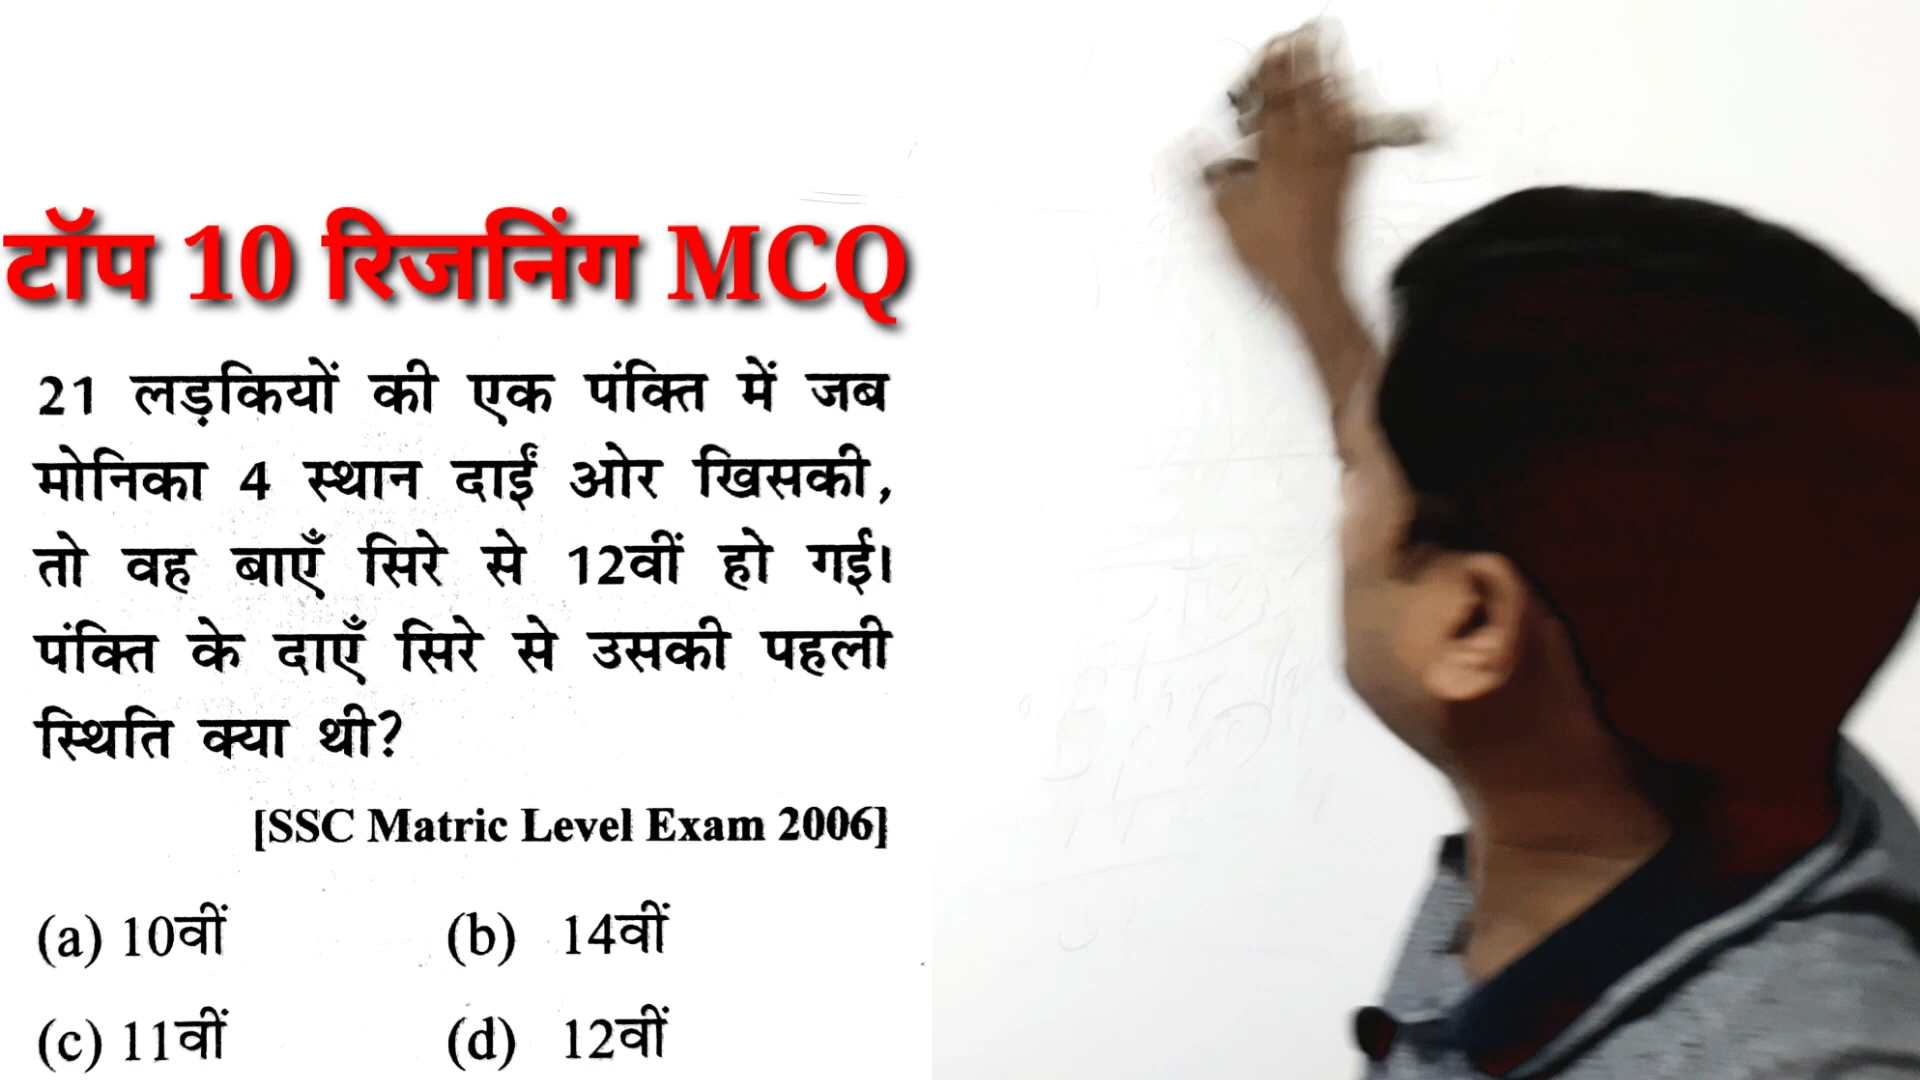 टॉप 10 रिजनिंग MCQ
21 लड़कियों की एक पंक्ति में जब
मोनिका 4 स्थान दाईं ओर खिसकी,
तो वह बाएँ सिरे से 12वीं हो गई।
पंक्ति के दाएँ सिरे से उसकी पहली
स्थिति क्या थी?
[SSC Matric Level Exam 2006]
(a) 10वीं (b) 14वीं
(c) 11वीं (d) 12वीं